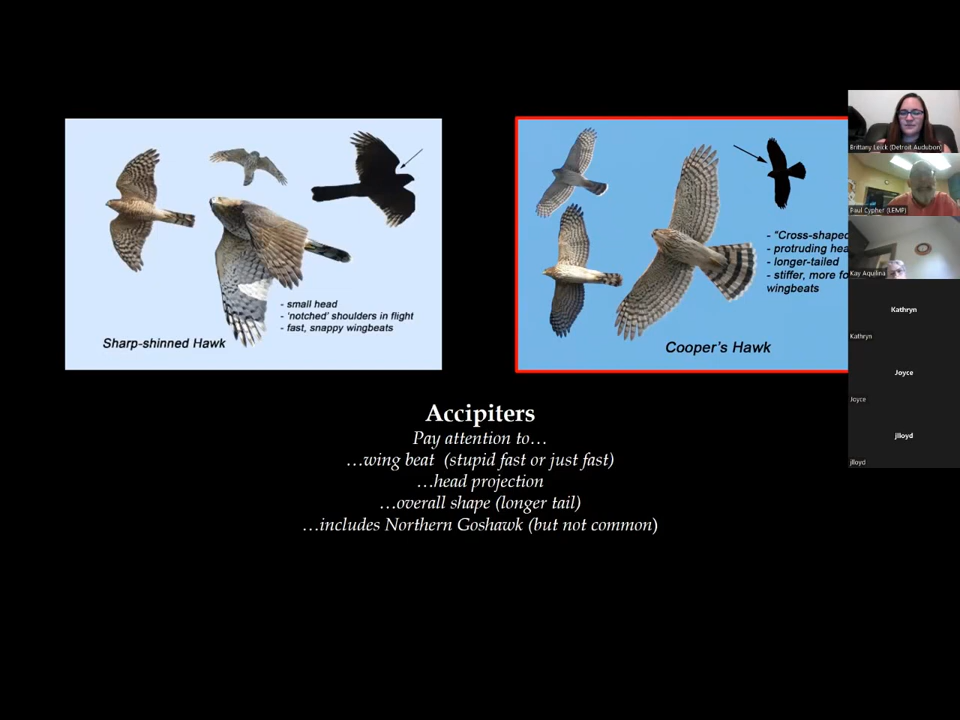 - small head
- 'notched' shoulders in flight
- fast, snappy wingbeats
Sharp-shinned Hawk
- "Cross-shaped
- protruding
- longer-tailed
- stiffer, more
wingbeats
Cooper's Hawk
Accipiters
Pay attention to…
…wing beat (stupid fast or just fast)
…head projection
…overall shape (longer tail)
…includes Northern Goshawk (but not common)
Brittany Leick (Detroit Audubon)
Paul Cypher (LEMP)
Kay Aquilina
Kathryn
Kathryn
Joyce
Joyce
jlloyd
jlloyd